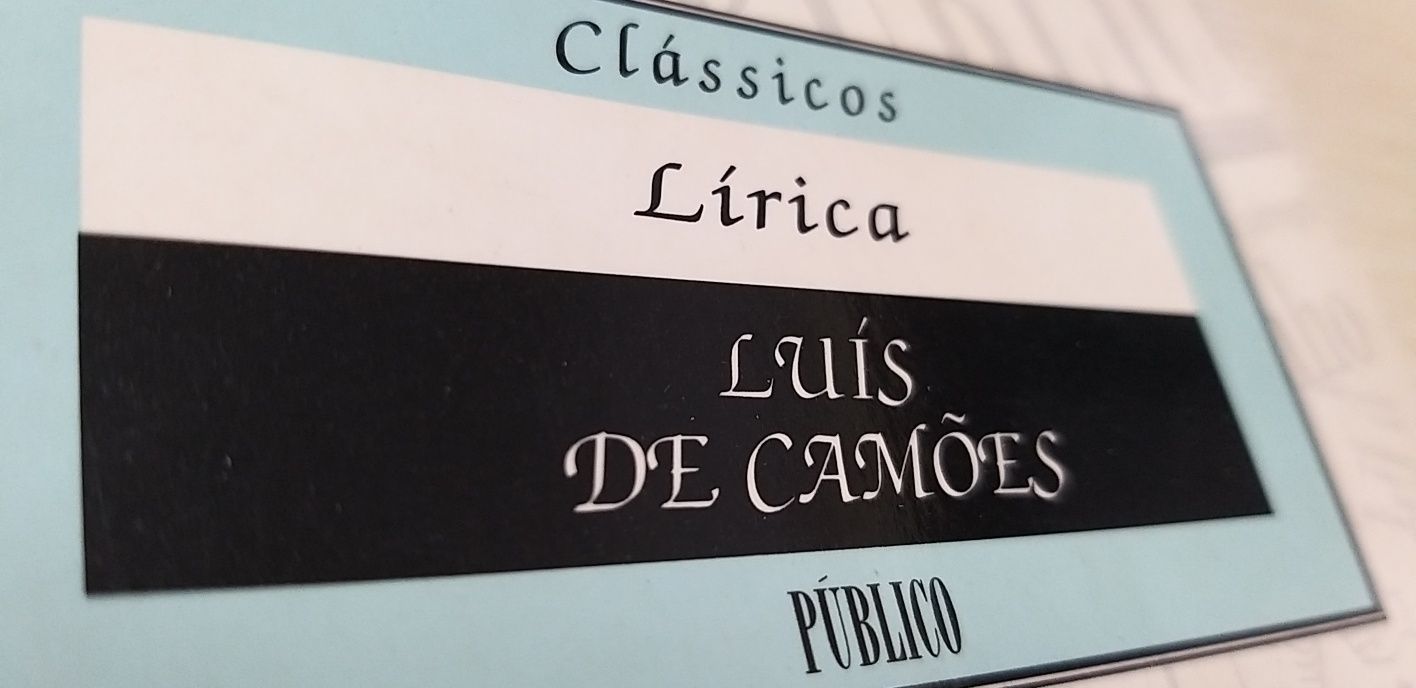 Clássicos
Lírica
LUÍS
DE CAMÕES
PÚBLICO